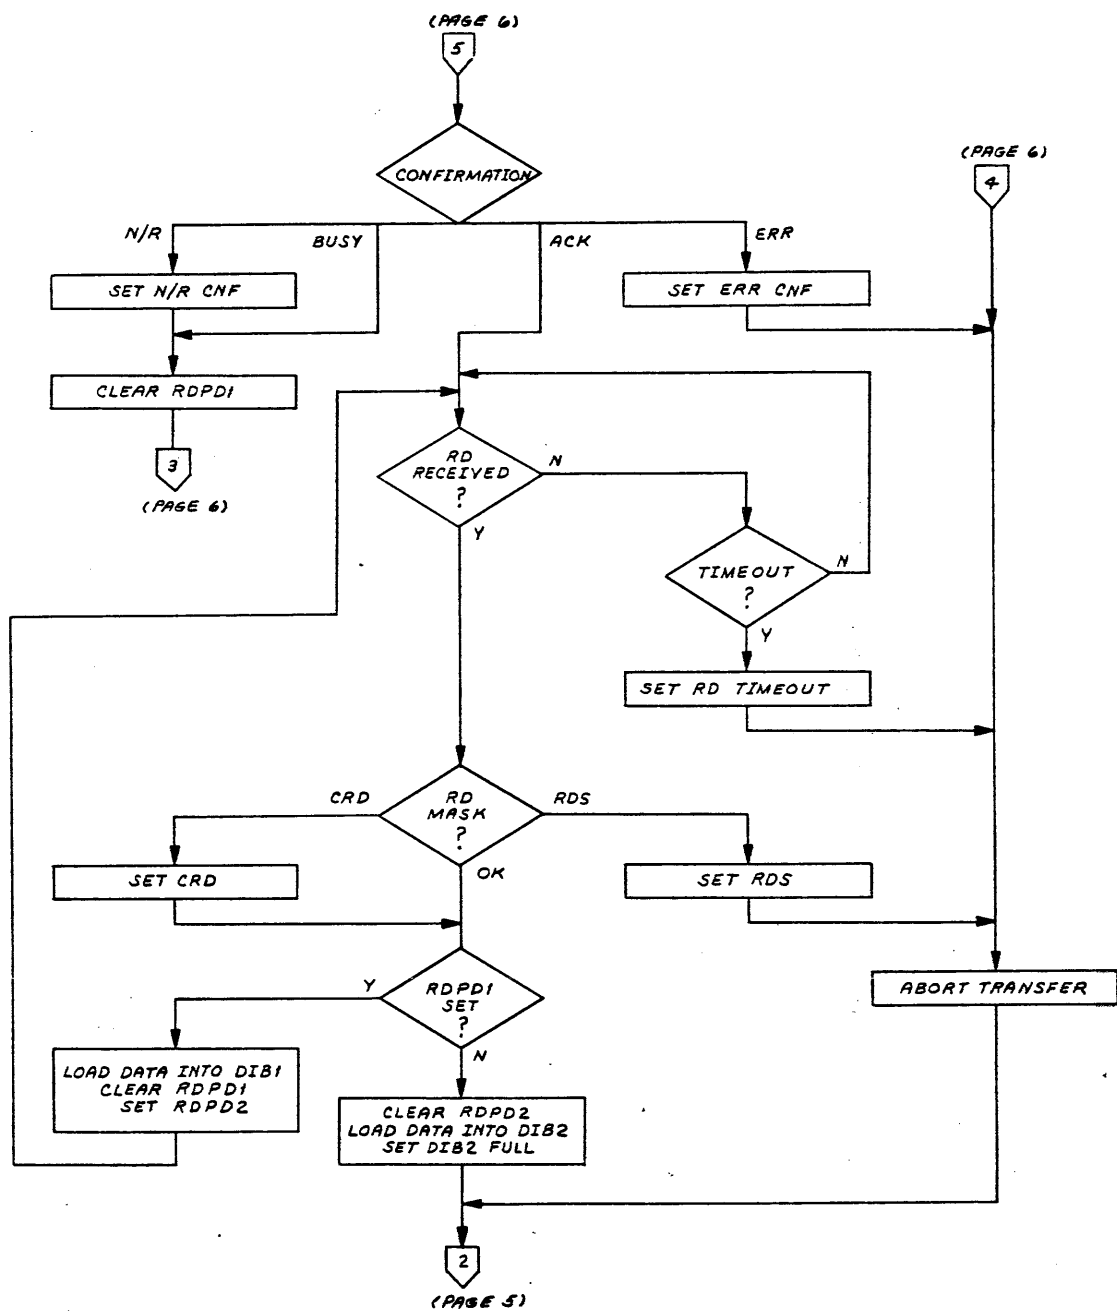 (PAGE 6)
5
CONFIRMATION
(PAGE 6)
4
N/R
BUSY
ACK
ERR
SET N/R CNF
SET ERR CNF
CLEAR RDPD1
3
(PAGE 6)
RD
RECEIVED
?
N
Y
TIMEOUT
?
N
Y
SET RD TIMEOUT
CRD
RD
MASK
?
RDS
OK
SET CRD
SET RDS
Y
RDPD1
SET
?
N
ABORT TRANSFER
LOAD DATA INTO DIB1
CLEAR RDPD1
SET RDPD2
CLEAR RDPD2
LOAD DATA INTO DIB2
SET DIB2 FULL
2
(PAGE 5)